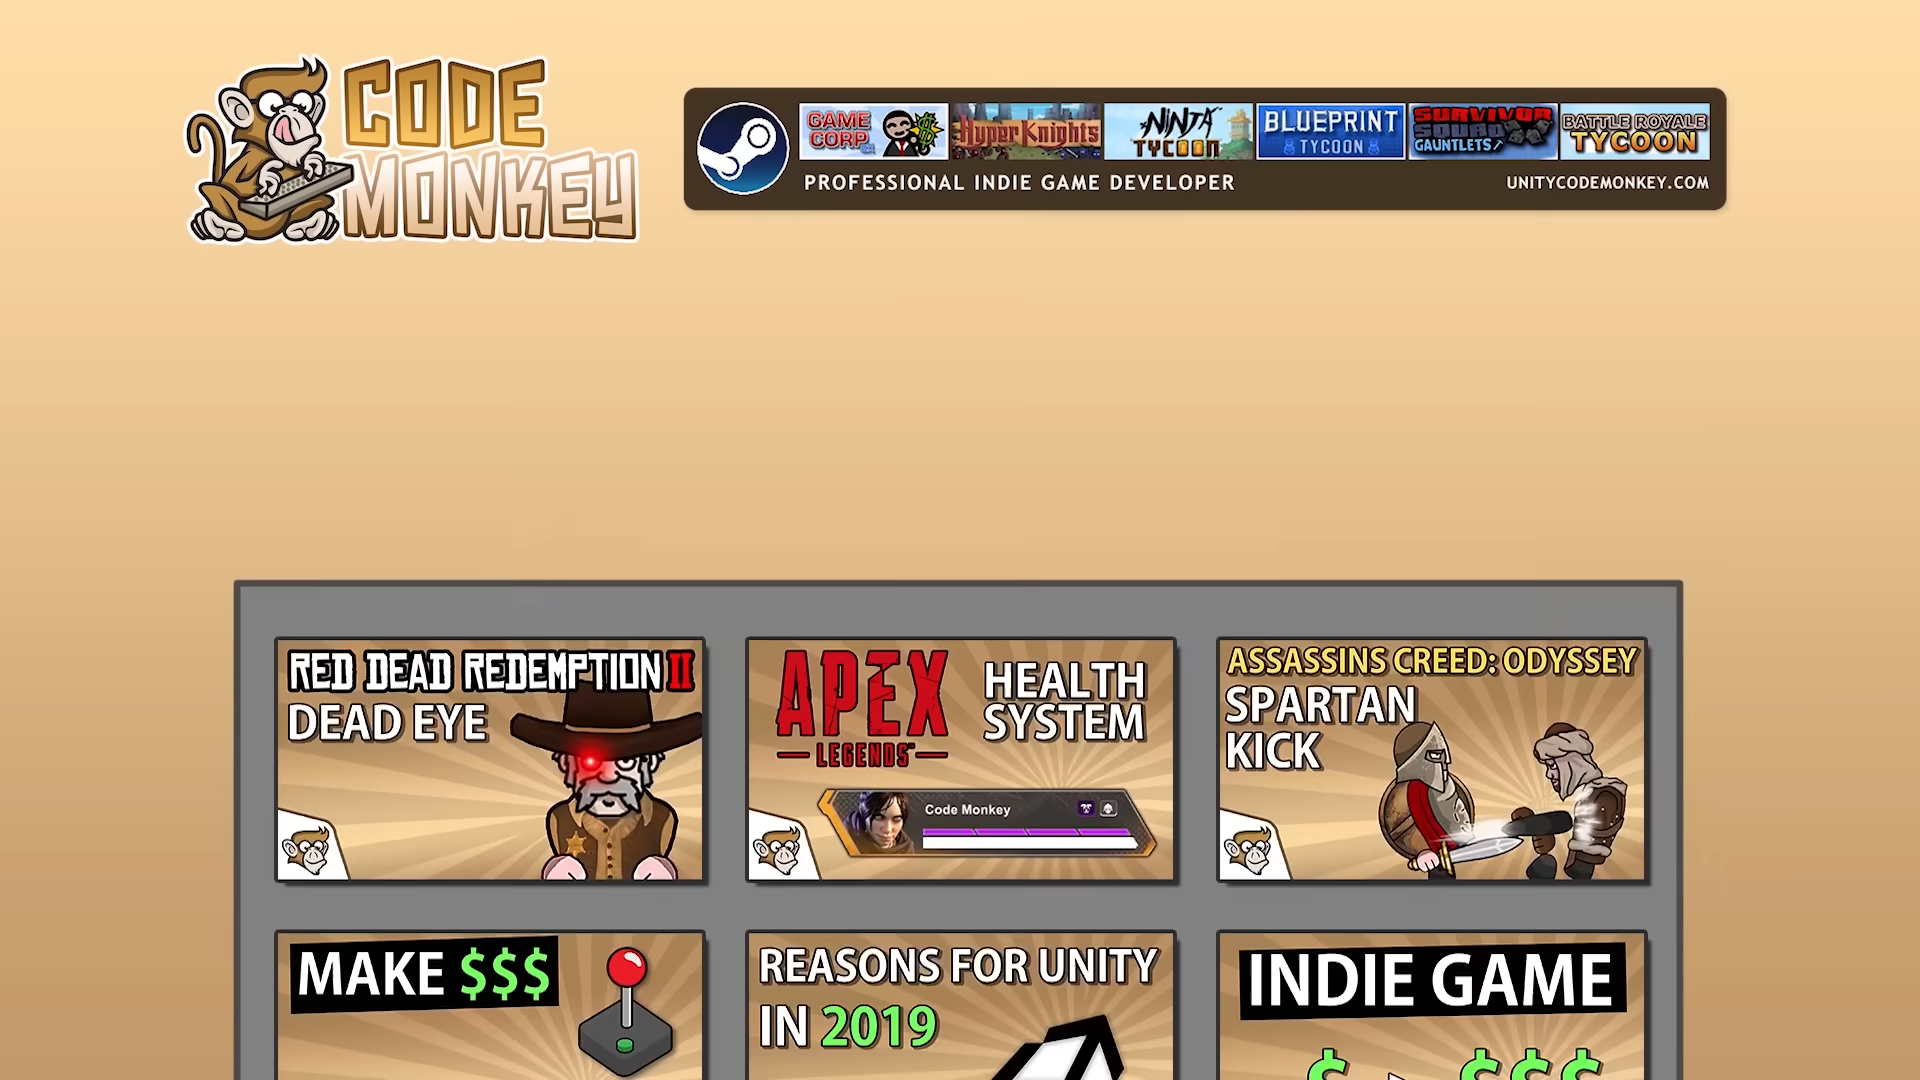 CODE
MONKEY
GAME
CORP
Hyper Knights
NINJA
TYCOON
BLUEPRINT
TYCOON
SURVIVOR
SQUAD
GAUNTLETS
BATTLE ROYALE
TYCOON
PROFESSIONAL INDIE GAME DEVELOPER
UNITYCODEMONKEY.COM
RED DEAD REDEMPTION II
DEAD EYE
APEX
LEGENDS
HEALTH
SYSTEM
Code Monkey
ASSASSINS CREED: ODYSSEY
SPARTAN
KICK
MAKE $$$
REASONS FOR UNITY
IN 2019
INDIE GAME
$ $$$